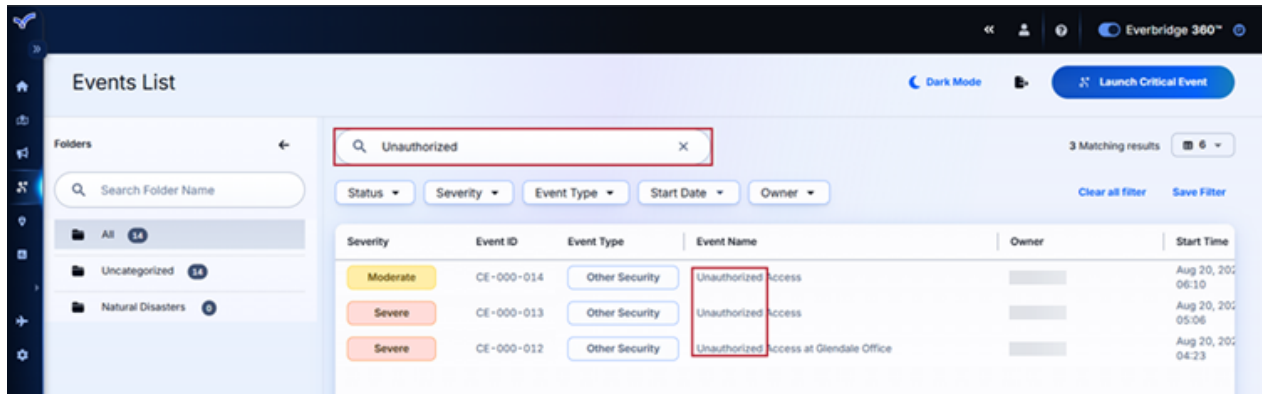 Everbridge 360™
Events List
Dark Mode
Launch Critical Event
Folders
Unauthorized
3 Matching results
6
Search Folder Name
Status
Severity
Event Type
Start Date
Owner
Clear all filter
Save Filter
All 14
Uncategorized 14
Natural Disasters 0
Severity Event ID Event Type Event Name Owner Start Time
Moderate CE-000-014 Other Security Unauthorized Access Aug 20, 202
06:10
Severe CE-000-013 Other Security Unauthorized Access Aug 20, 202
05:06
Severe CE-000-012 Other Security Unauthorized Access at Glendale Office Aug 20, 202
04:23